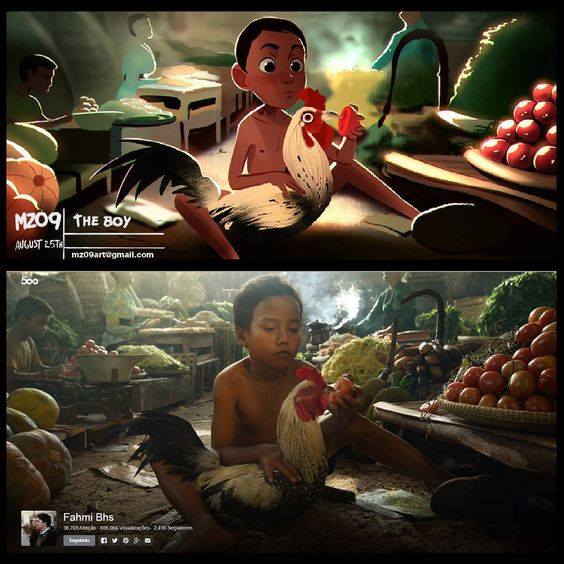 MZ09 THE BOY
AUGUST 25TH
mz09art@gmail.com
500
Fahmi Bhs
Seguindo